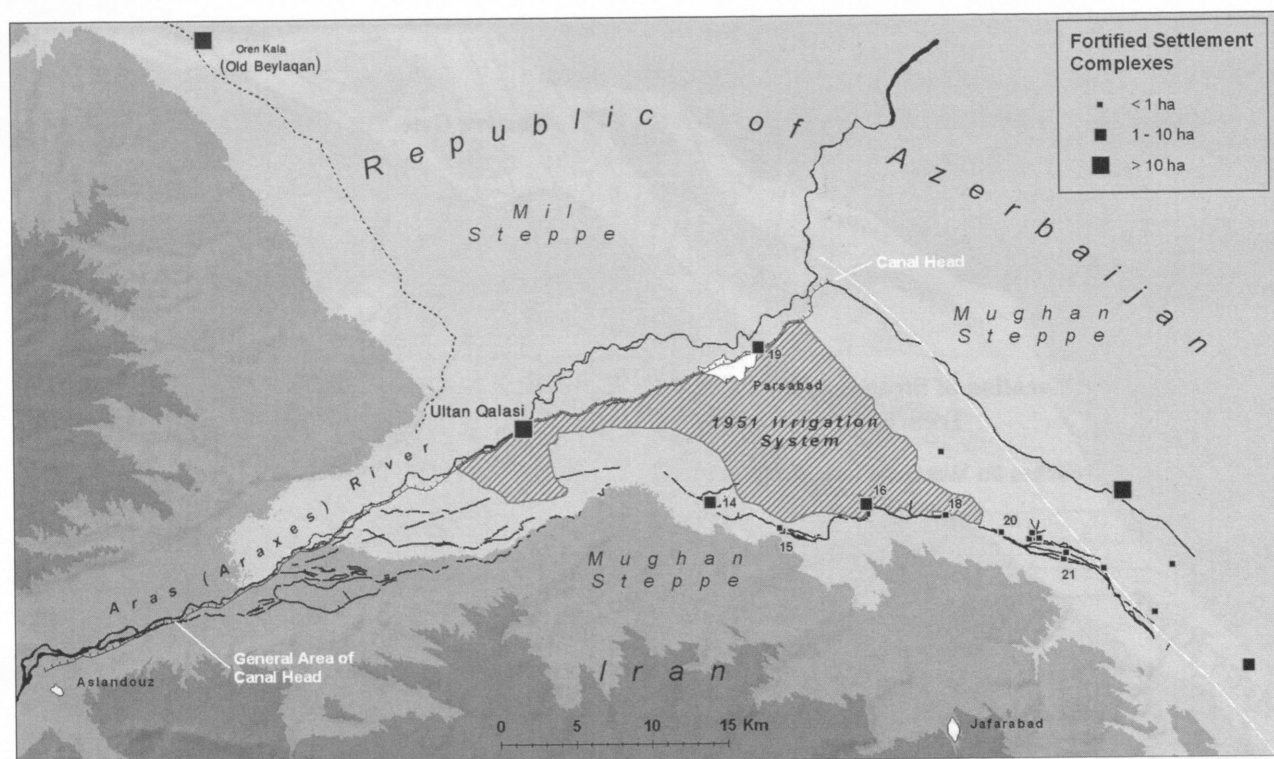 Fortified Settlement
Complexes
< 1 ha
1 - 10 ha
> 10 ha
Oren Kala
(Old Beylaqan)
Republic of Azerbaijan
Mil
Steppe
Canal Head
Mughan
Steppe
19
Parsabad
Ultan Qalasi
1951 Irrigation
System
Aras (Araxes) River
14
15
16
18
20
21
Mughan
Steppe
General Area of
Canal Head
Iran
Aslandouz
0 5 10 15 Km
Jafarabad